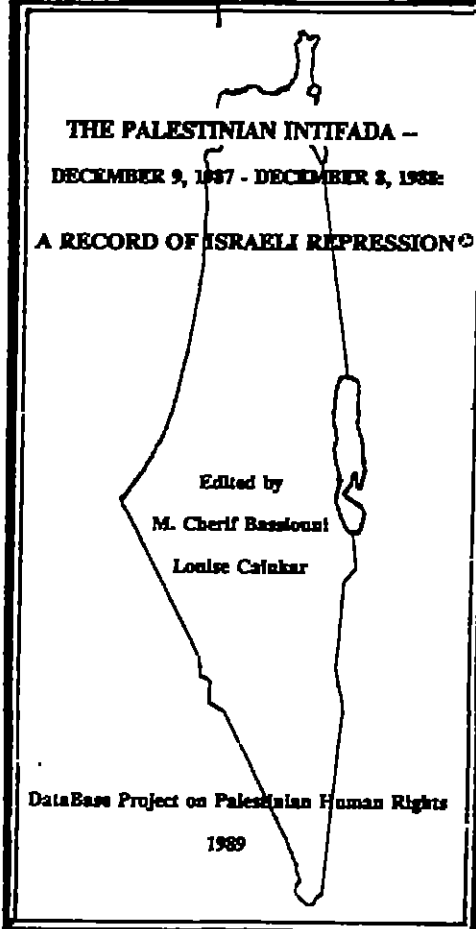 THE PALESTINIAN INTIFADA –
DECEMBER 9, 1987 - DECEMBER 8, 1988:
A RECORD OF ISRAELI REPRESSION©
Edited by
M. Cherif Bassiouni
Louise Cainkar
DataBase Project on Palestinian Human Rights
1989